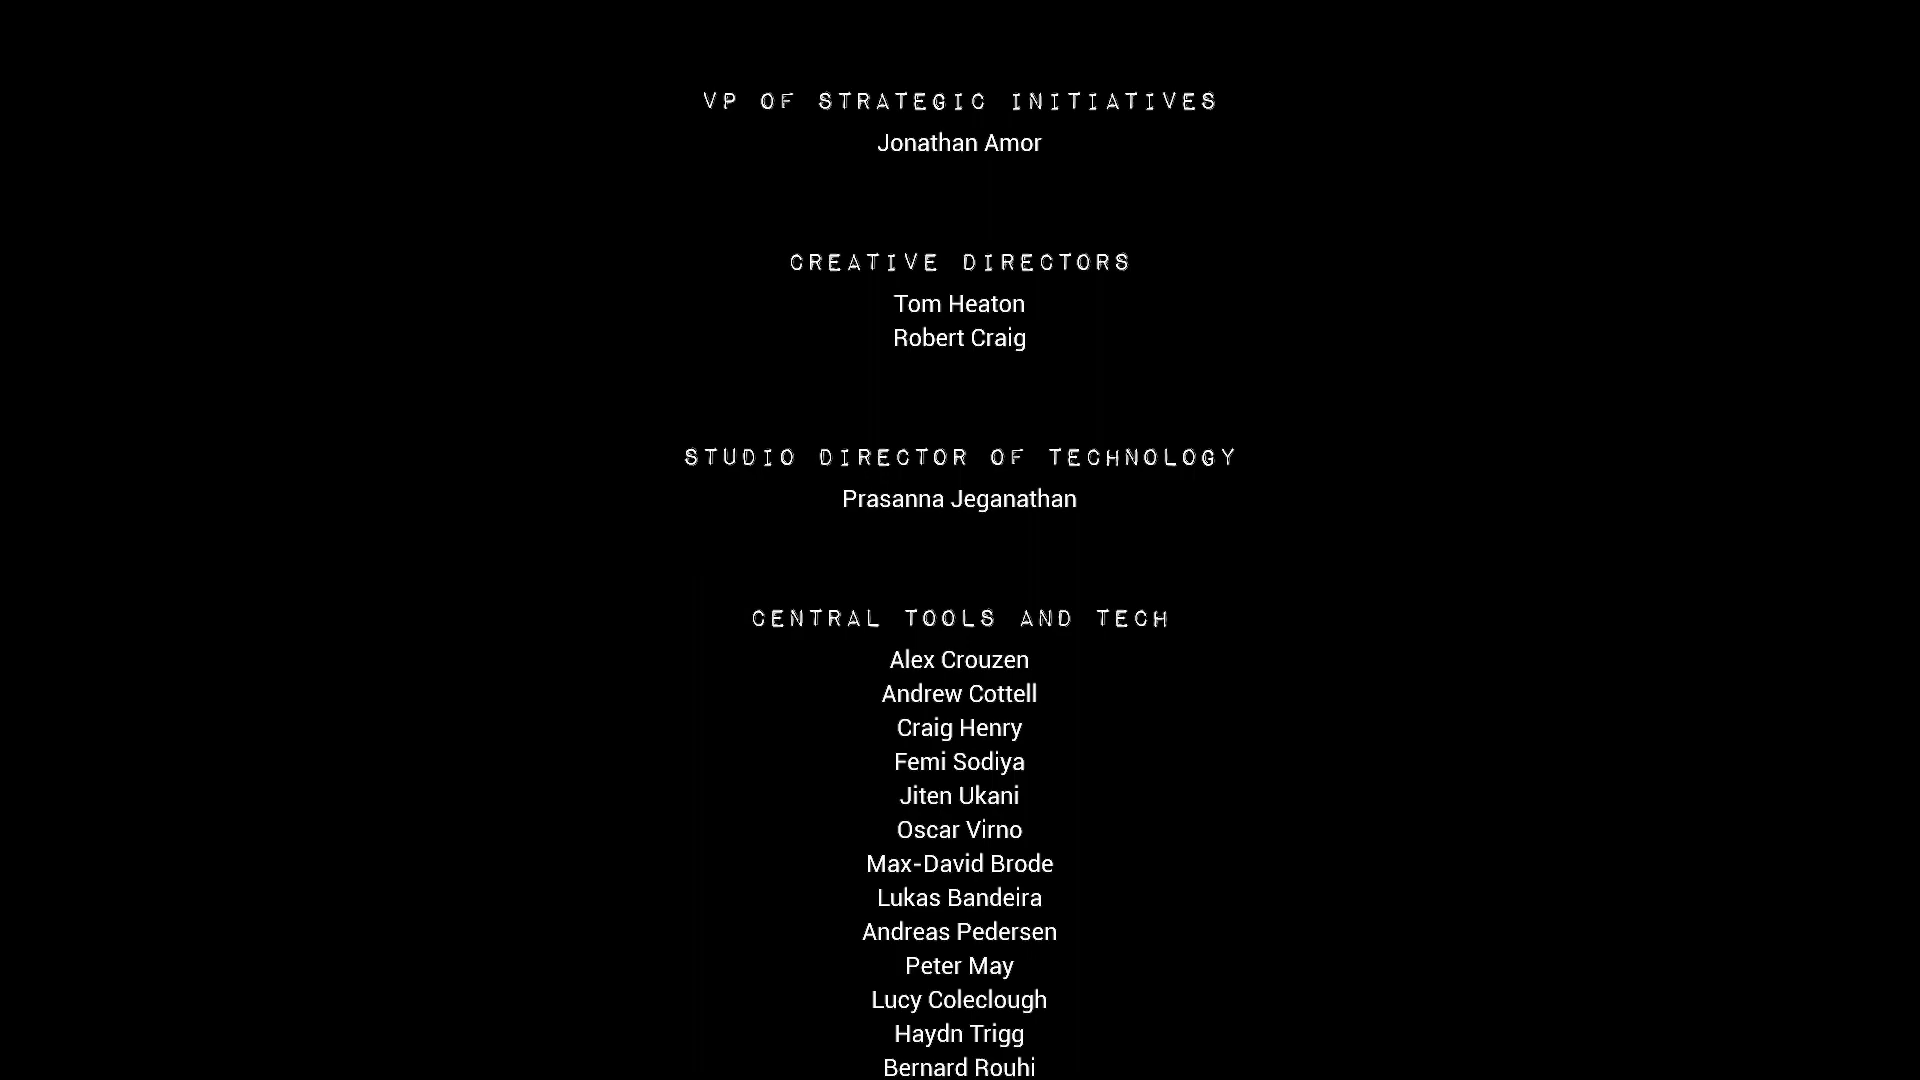 VP OF STRATEGIC INITIATIVES
Jonathan Amor
CREATIVE DIRECTORS
Tom Heaton
Robert Craig
STUDIO DIRECTOR OF TECHNOLOGY
Prasanna Jeganathan
CENTRAL TOOLS AND TECH
Alex Crouzen
Andrew Cottell
Craig Henry
Femi Sodiya
Jiten Ukani
Oscar Virno
Max-David Brode
Lukas Bandeira
Andreas Pedersen
Peter May
Lucy Coleclough
Haydn Trigg
Bernard Rouhi